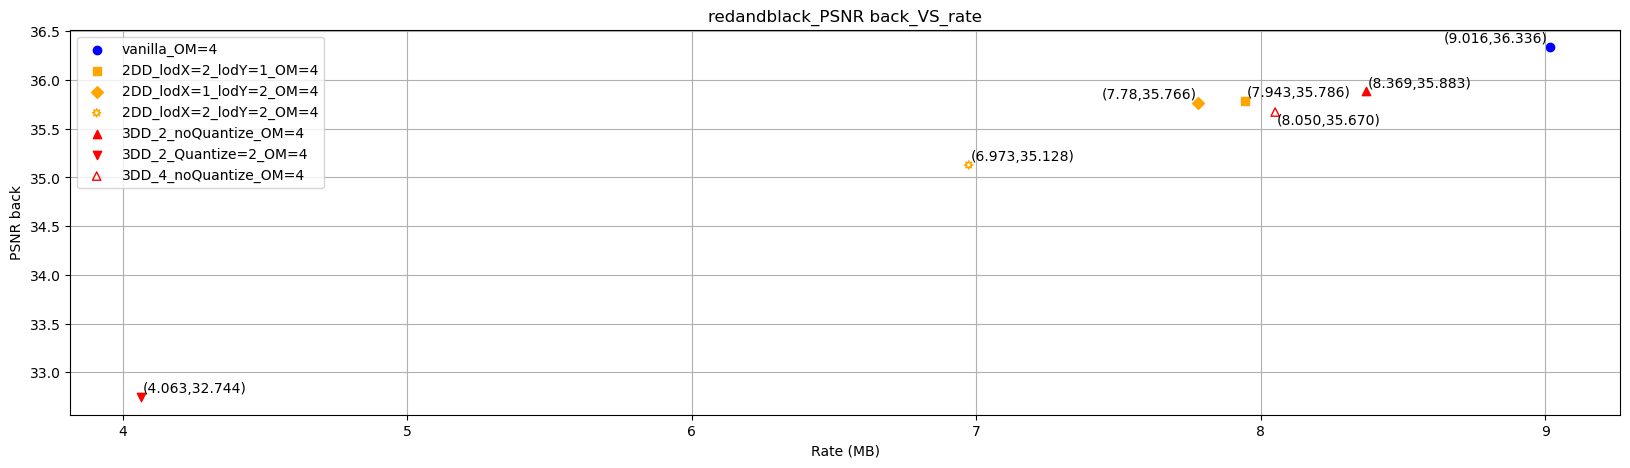 redandblack_PSNR back_VS_rate
vanilla_OM=4
2DD_lodX=2_lodY=1_OM=4
2DD_lodX=1_lodY=2_OM=4
2DD_lodX=2_lodY=2_OM=4
3DD_2_noQuantize_OM=4
3DD_2_Quantize=2_OM=4
3DD_4_noQuantize_OM=4
(9.016,36.336)
(8.369,35.883)
(7.78,35.766)
(7.943,35.786)
(8.050,35.670)
(6.973,35.128)
(4.063,32.744)
PSNR back
36.5
36.0
35.5
35.0
34.5
34.0
33.5
33.0
4
5
6
7
8
9
Rate (MB)